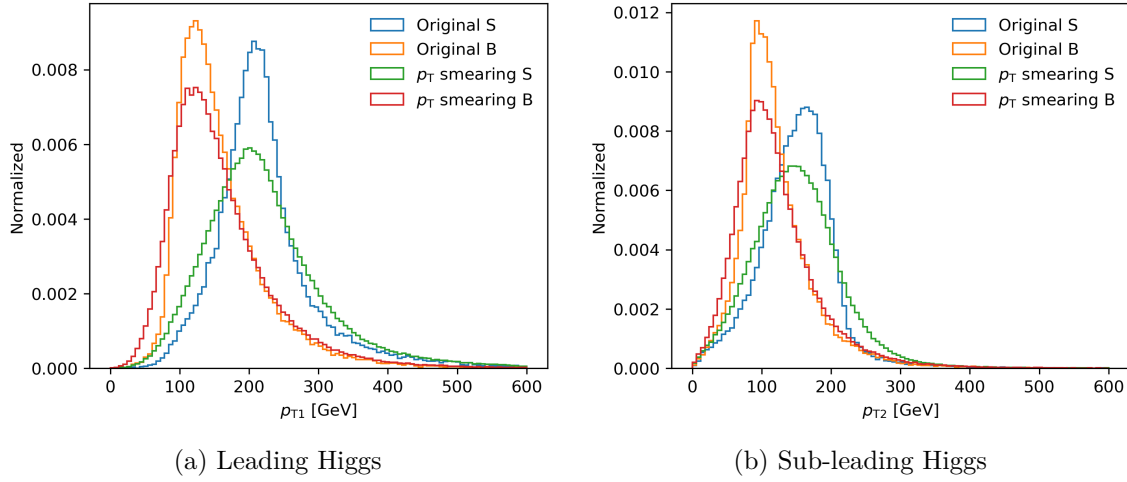 Original S
Original B
p_T smearing S
p_T smearing B
Normalized
0.008
0.006
0.004
0.002
0.000
0 100 200 300 400 500 600
p_T1 [GeV]
(a) Leading Higgs
Original S
Original B
p_T smearing S
p_T smearing B
Normalized
0.012
0.010
0.008
0.006
0.004
0.002
0.000
0 100 200 300 400 500 600
p_T2 [GeV]
(b) Sub-leading Higgs